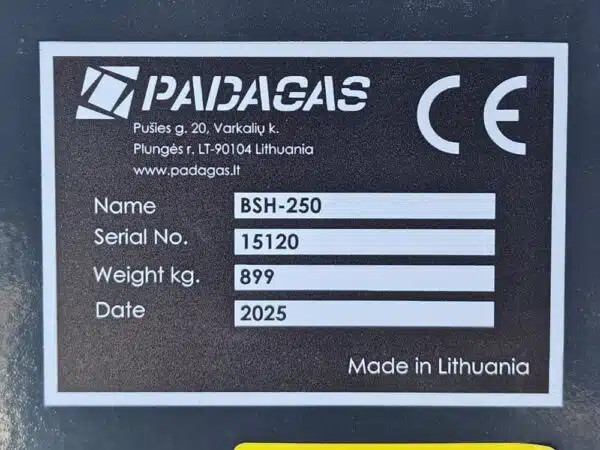 PADAGAS
Pušies g. 20, Varkalių k.
Plungės r. LT-90104 Lithuania
www.padagas.lt
CE
Name BSH-250
Serial No. 15120
Weight kg. 899
Date 2025
Made in Lithuania